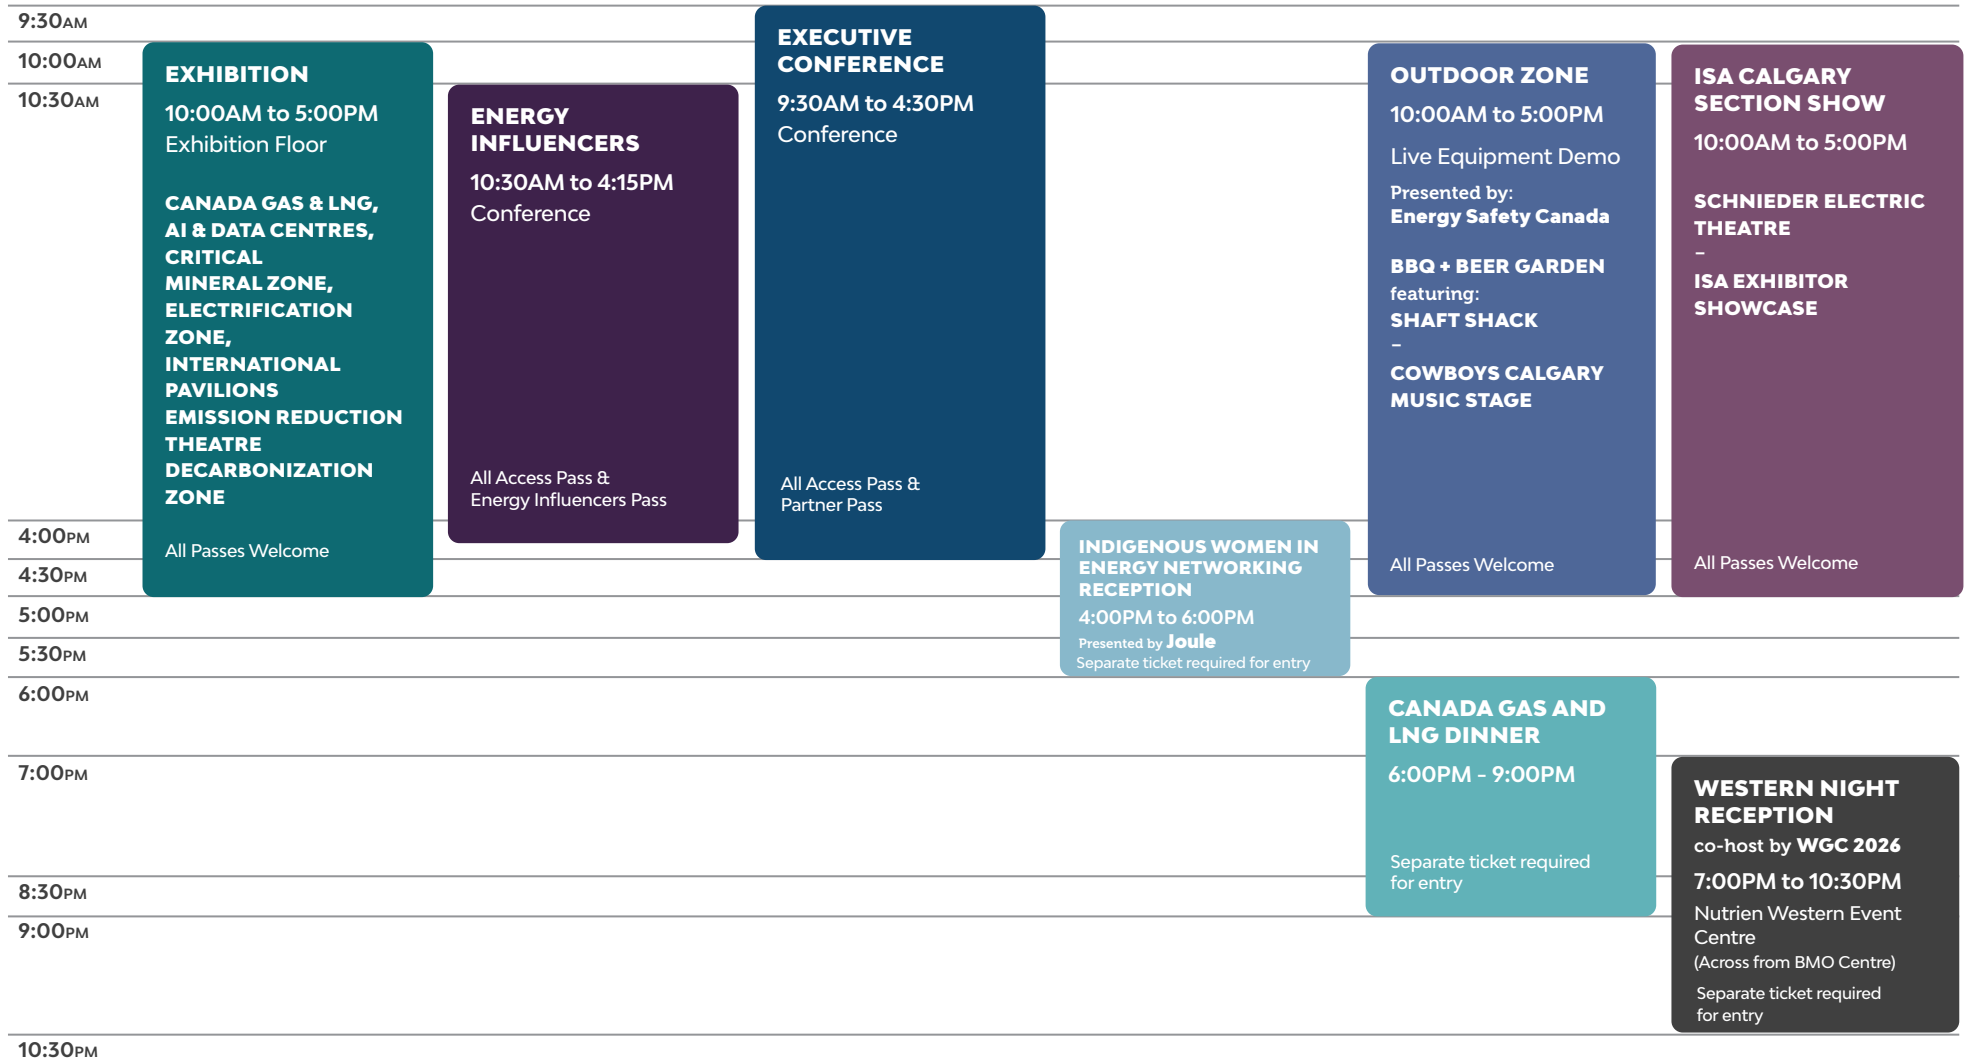 9:30AM
10:00AM
10:30AM
EXHIBITION
10:00AM to 5:00PM
Exhibition Floor
CANADA GAS & LNG,
AI & DATA CENTRES,
CRITICAL
MINERAL ZONE,
ELECTRIFICATION
ZONE,
INTERNATIONAL
PAVILIONS
EMISSION REDUCTION
THEATRE
DECARBONIZATION
ZONE
All Passes Welcome
ENERGY
INFLUENCERS
10:30AM to 4:15PM
Conference
All Access Pass &
Energy Influencers Pass
EXECUTIVE
CONFERENCE
9:30AM to 4:30PM
Conference
All Access Pass &
Partner Pass
OUTDOOR ZONE
10:00AM to 5:00PM
Live Equipment Demo
Presented by:
Energy Safety Canada
BBQ + BEER GARDEN
featuring:
SHAFT SHACK
–
COWBOYS CALGARY
MUSIC STAGE
All Passes Welcome
ISA CALGARY
SECTION SHOW
10:00AM to 5:00PM
SCHNIEDER ELECTRIC
THEATRE
–
ISA EXHIBITOR
SHOWCASE
All Passes Welcome
4:00PM
4:30PM
5:00PM
5:30PM
6:00PM
7:00PM
8:30PM
9:00PM
10:30PM
INDIGENOUS WOMEN IN
ENERGY NETWORKING
RECEPTION
4:00PM to 6:00PM
Presented by Joule
Separate ticket required for entry
CANADA GAS AND
LNG DINNER
6:00PM - 9:00PM
Separate ticket required
for entry
WESTERN NIGHT
RECEPTION
co-host by WGC 2026
7:00PM to 10:30PM
Nutrien Western Event
Centre
(Across from BMO Centre)
Separate ticket required
for entry